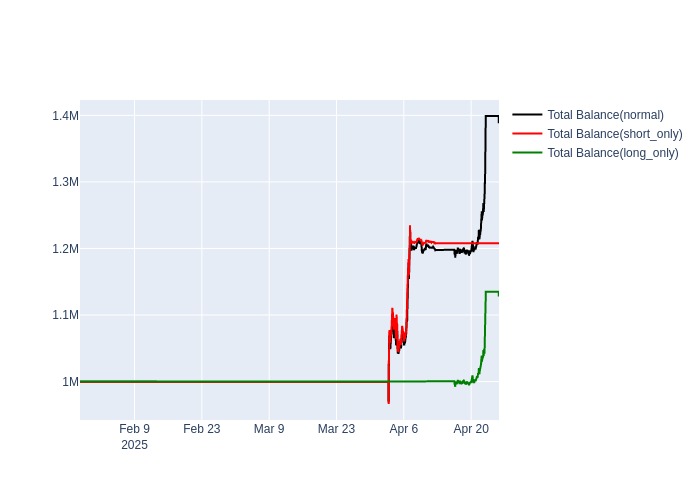 1.4M
1.3M
1.2M
1.1M
1M
Feb 9
2025
Feb 23
Mar 9
Mar 23
Apr 6
Apr 20
Total Balance(normal)
Total Balance(short_only)
Total Balance(long_only)